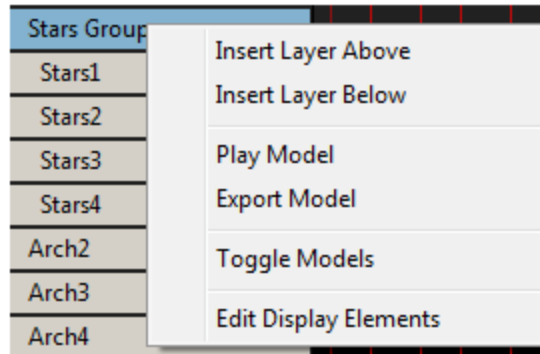 Stars Group
Stars1
Stars2
Stars3
Stars4
Arch2
Arch3
Arch4
Insert Layer Above
Insert Layer Below
Play Model
Export Model
Toggle Models
Edit Display Elements